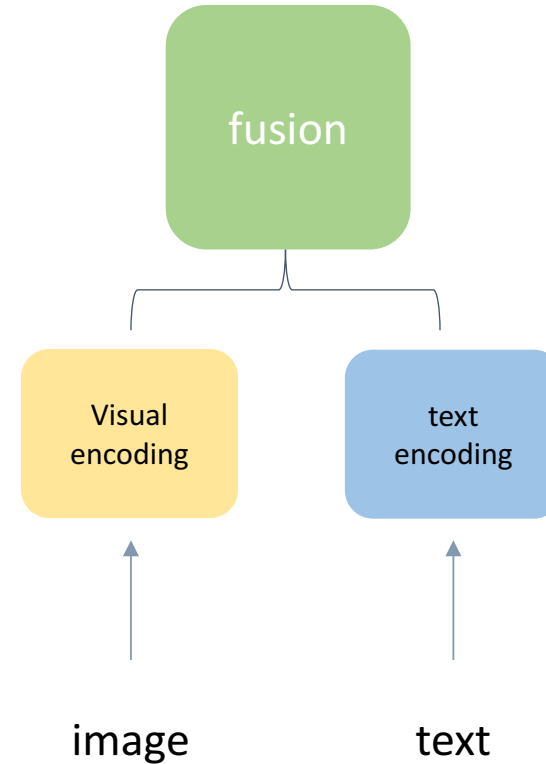 fusion
Visual
encoding
text
encoding
image
text